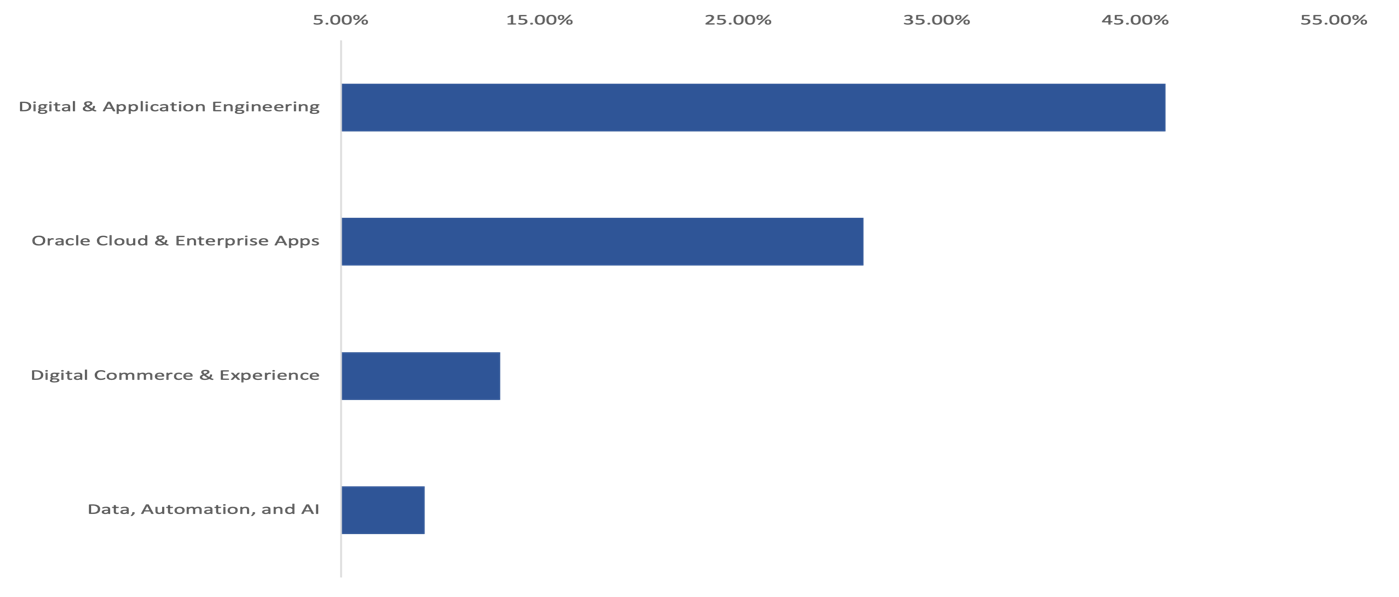 5.00% 15.00% 25.00% 35.00% 45.00% 55.00%
Digital & Application Engineering
Oracle Cloud & Enterprise Apps
Digital Commerce & Experience
Data, Automation, and AI